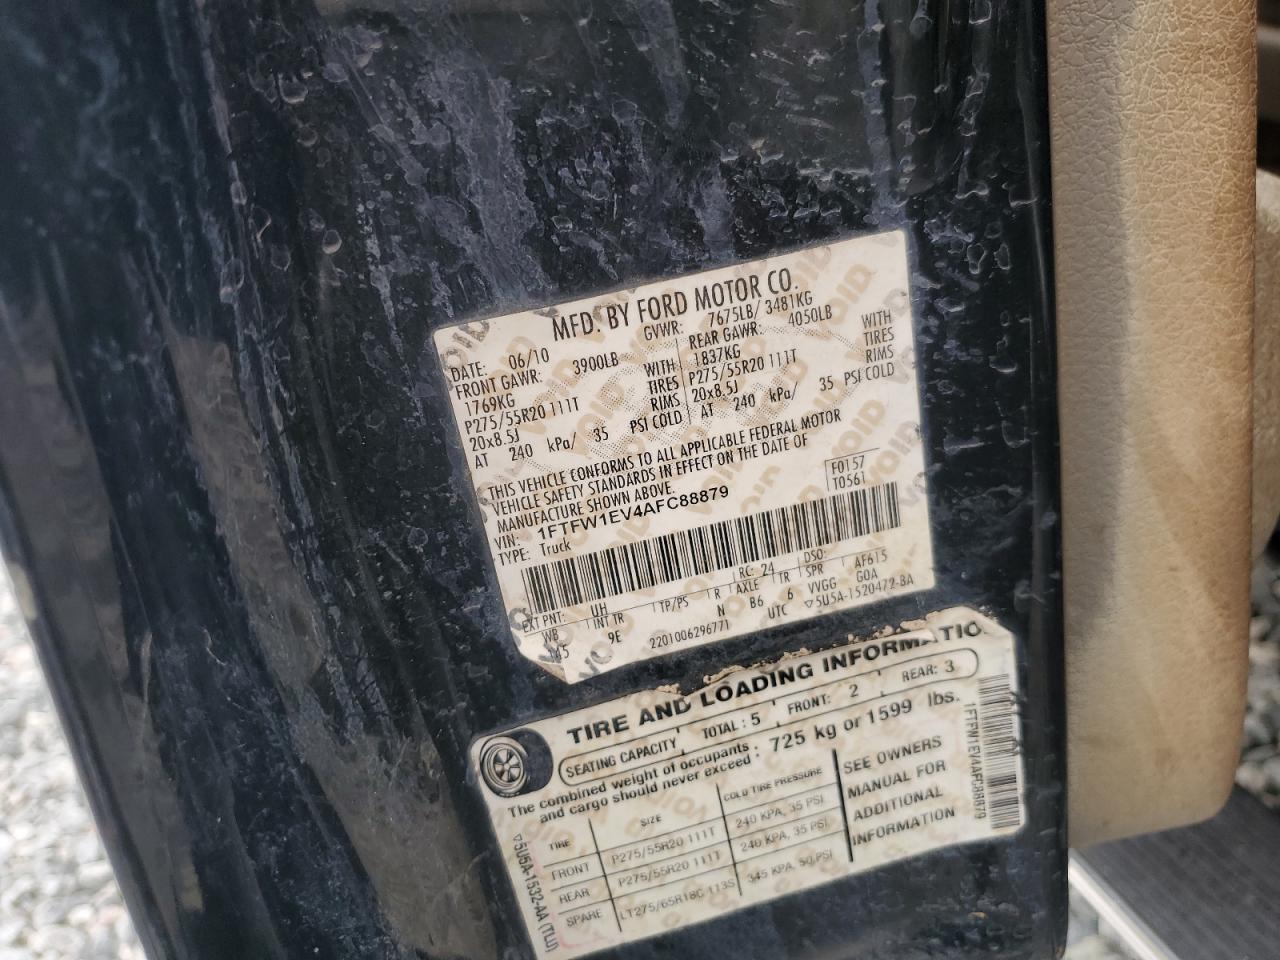 MFD. BY FORD MOTOR CO.
DATE: 06/10 GVWR: 7675LB/ 3481KG
FRONT GAWR: 3900LB REAR GAWR: 4050LB
1769KG WITH 1837KG WITH
P275/55R20 111T TIRES P275/55R20 111T TIRES
20x8.5J RIMS 20x8.5J RIMS
AT 240 kPa/ 35 PSI COLD AT 240 kPa/ 35 PSI COLD
THIS VEHICLE CONFORMS TO ALL APPLICABLE FEDERAL MOTOR
VEHICLE SAFETY STANDARDS IN EFFECT ON THE DATE OF
MANUFACTURE SHOWN ABOVE.
VIN: 1FTFW1EV4AFC88879
TYPE: Truck
F0157
T0561
EXT PNT: UH RC: 24 DSO:
WB INT TR TP/PS R AXLE TR SPR AF615
145 9E N B6 6 VVGG GOA
2201006296771 UTC ▽5U5A-1520472-BA
TIRE AND LOADING INFORMATIO
SEATING CAPACITY TOTAL: 5 FRONT: 2 REAR: 3
The combined weight of occupants and cargo should never exceed: 725 kg or 1599 lbs.
TIRE SIZE COLD TIRE PRESSURE
FRONT P275/55R20 111T 240 KPA, 35 PSI
REAR P275/55R20 111T 240 KPA, 35 PSI
SPARE LT275/65R18C 113S 345 KPA, 50 PSI
SEE OWNERS
MANUAL FOR
ADDITIONAL
INFORMATION
1FTFW1EV4AFC88879
▽5U5A-1532-AA (TLU)